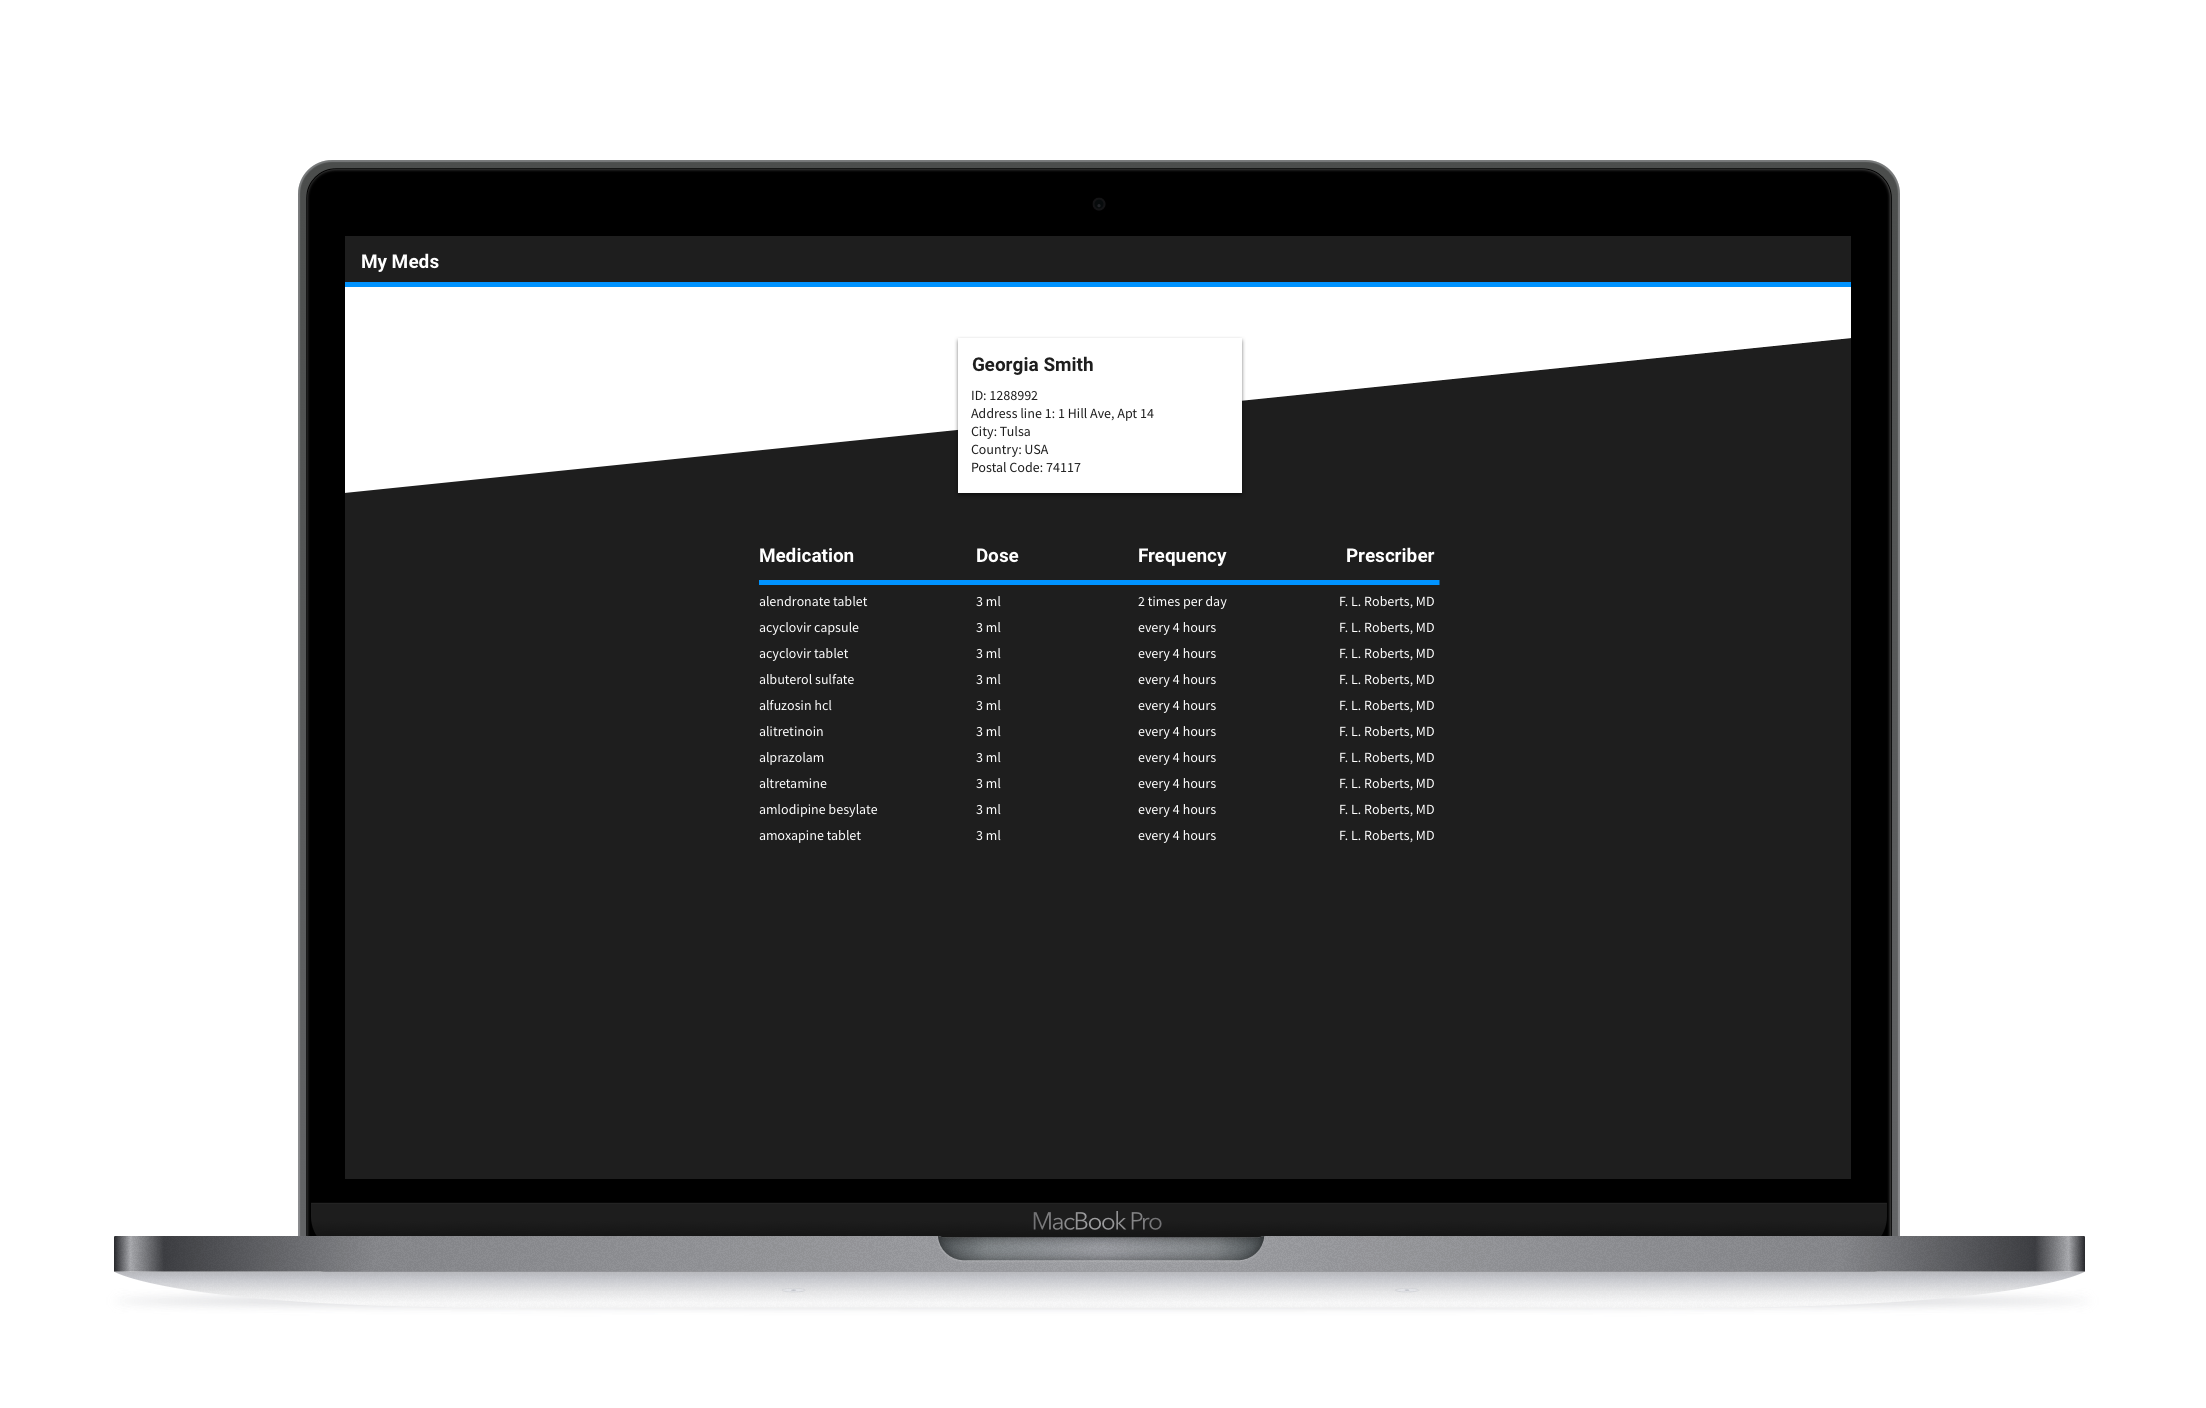 My Meds
Georgia Smith
ID: 1288992
Address line 1: 1 Hill Ave, Apt 14
City: Tulsa
Country: USA
Postal Code: 74117
Medication Dose Frequency Prescriber
alendronate tablet 3 ml 2 times per day F. L. Roberts, MD
acyclovir capsule 3 ml every 4 hours F. L. Roberts, MD
acyclovir tablet 3 ml every 4 hours F. L. Roberts, MD
albuterol sulfate 3 ml every 4 hours F. L. Roberts, MD
alfuzosin hcl 3 ml every 4 hours F. L. Roberts, MD
alitretinoin 3 ml every 4 hours F. L. Roberts, MD
alprazolam 3 ml every 4 hours F. L. Roberts, MD
altretamine 3 ml every 4 hours F. L. Roberts, MD
amlodipine besylate 3 ml every 4 hours F. L. Roberts, MD
amoxapine tablet 3 ml every 4 hours F. L. Roberts, MD
MacBook Pro